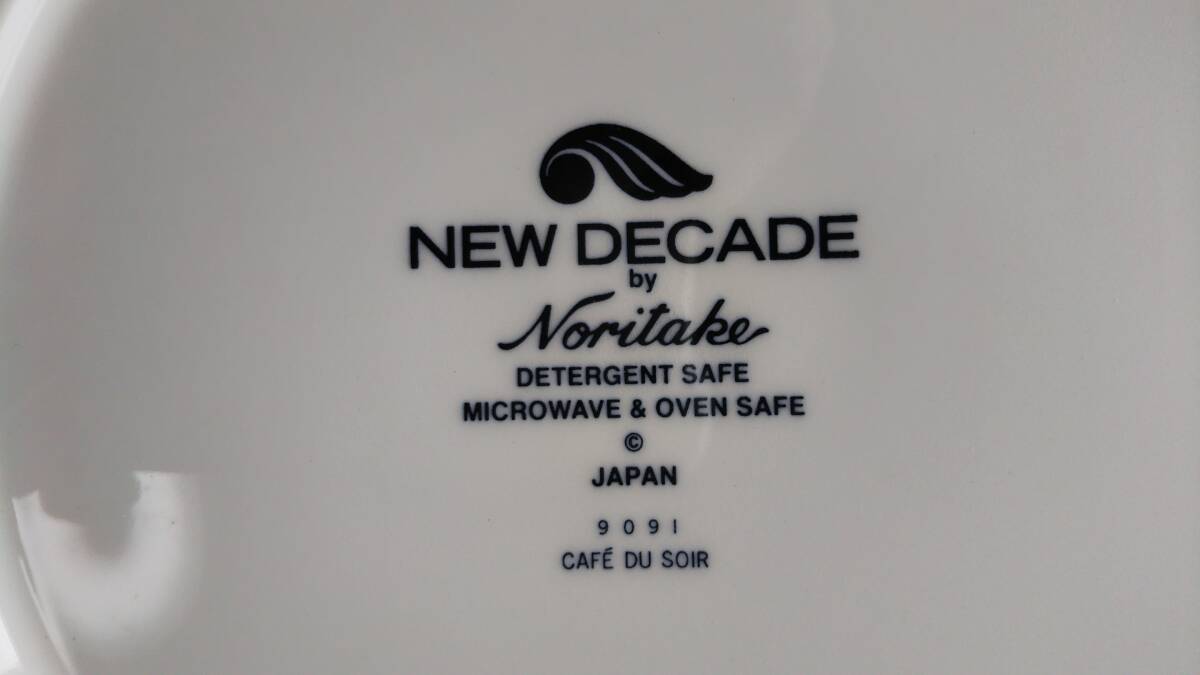 NEW DECADE
by
Noritake
DETERGENT SAFE
MICROWAVE & OVEN SAFE
©
JAPAN
9091
CAFÉ DU SOIR